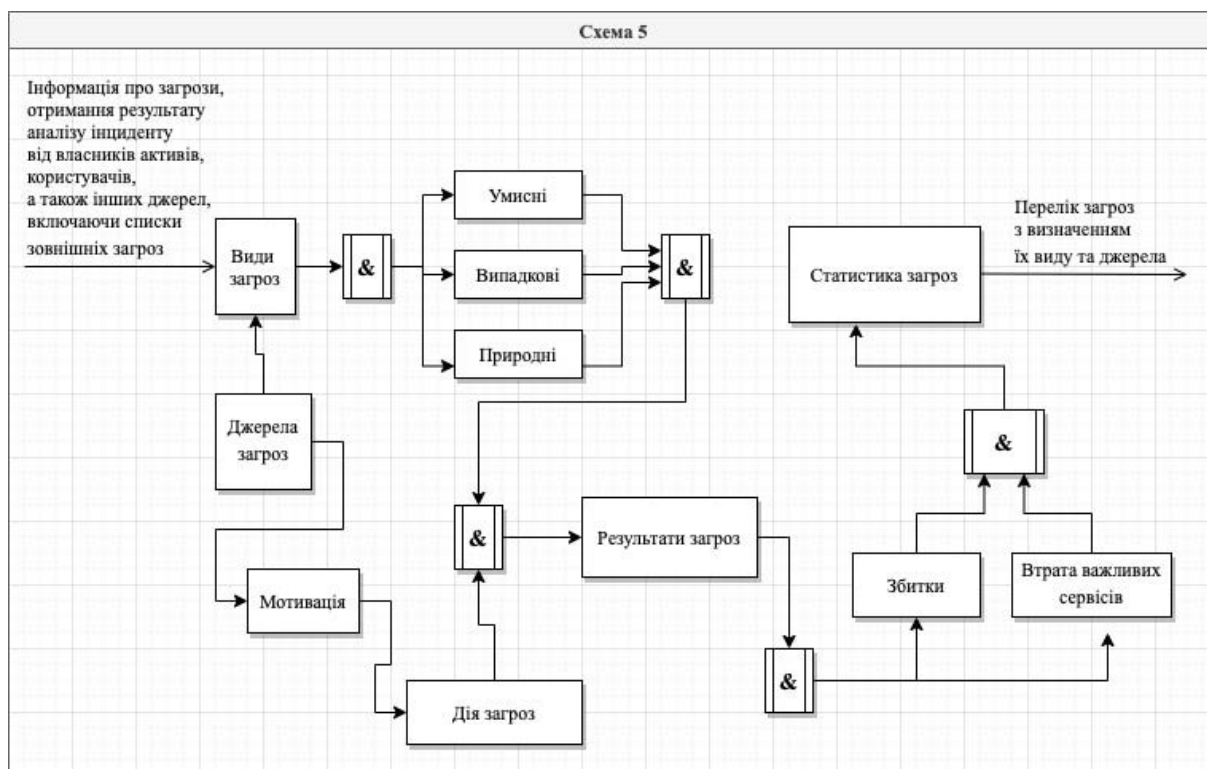 Схема 5
Інформація про загрози,
отримання результату
аналізу інциденту
від власників активів,
користувачів,
а також інших джерел,
включаючи списки
зовнішніх загроз
Види
загроз
&
Умисні
Випадкові
Природні
&
Статистика загроз
Перелік загроз
з визначенням
їх виду та джерела
Джерела
загроз
&
&
Результати загроз
Збитки
Втрата важливих
сервісів
Мотивація
&
Дія загроз